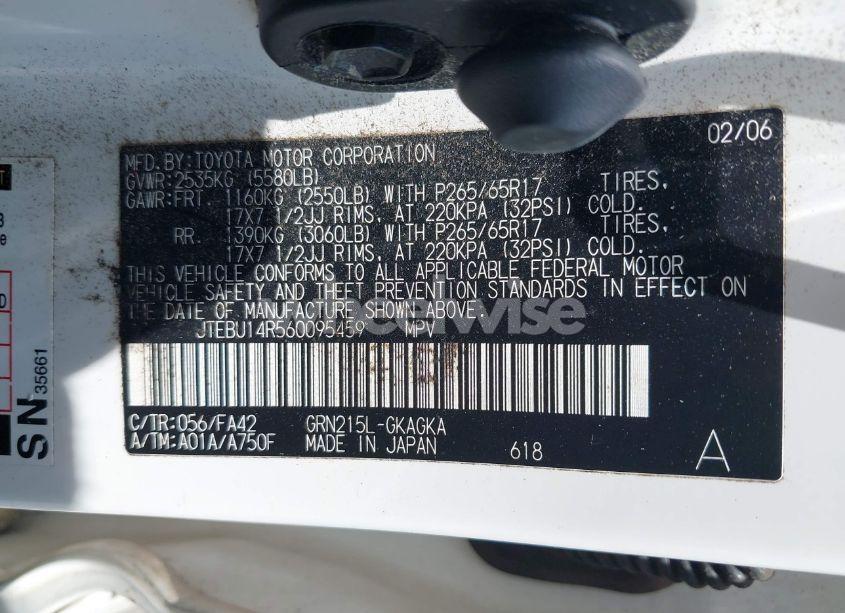 02/06
MFD. BY: TOYOTA MOTOR CORPORATION
GVWR: 2535KG (5580LB)
GAWR: FRT. 1160KG (2550LB) WITH P265/65R17 TIRES,
17X7 1/2JJ RIMS, AT 220KPA (32PSI) COLD.
RR. 1390KG (3060LB) WITH P265/65R17 TIRES,
17X7 1/2JJ RIMS, AT 220KPA (32PSI) COLD.
THIS VEHICLE CONFORMS TO ALL APPLICABLE FEDERAL MOTOR
VEHICLE SAFETY AND THEFT PREVENTION STANDARDS IN EFFECT ON
THE DATE OF MANUFACTURE SHOWN ABOVE.
JTEBU14R560095459 MPV
C/TR: 056/FA42 GRN215L-GKAGKA
A/TM: A01A/A750F MADE IN JAPAN 618 A
SN 35661